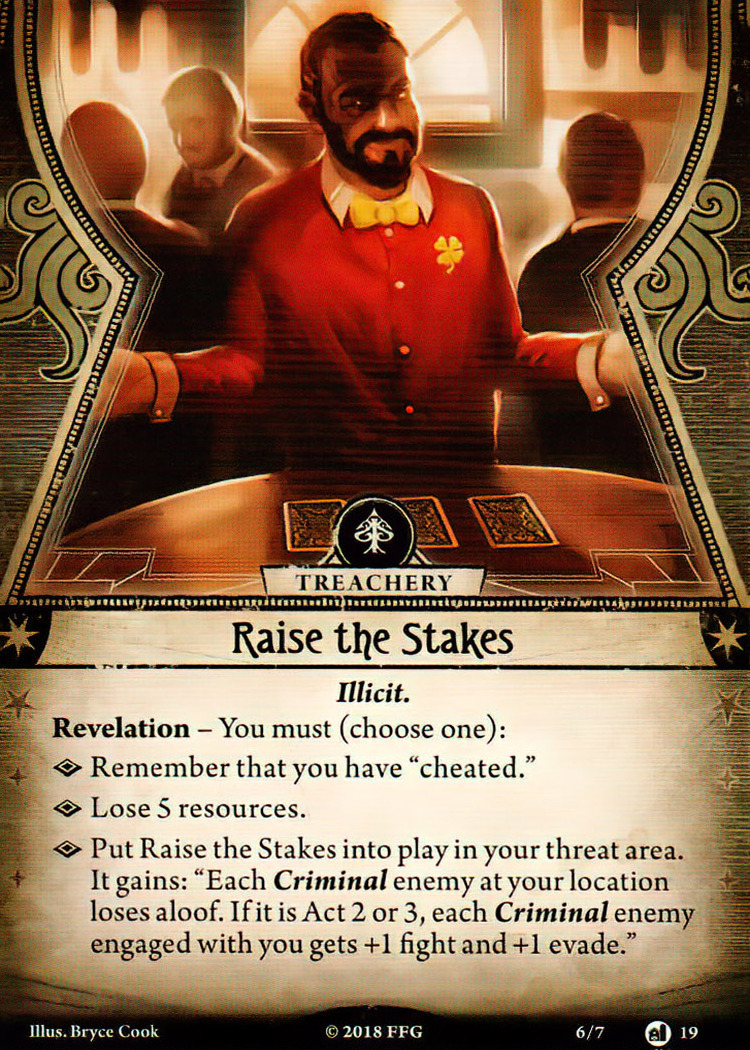 TREACHERY
Raise the Stakes
Illicit.
Revelation – You must (choose one):
Remember that you have “cheated.”
Lose 5 resources.
Put Raise the Stakes into play in your threat area.
It gains: “Each Criminal enemy at your location
loses aloof. If it is Act 2 or 3, each Criminal enemy
engaged with you gets +1 fight and +1 evade.”
Illus. Bryce Cook
© 2018 FFG
6/7
19